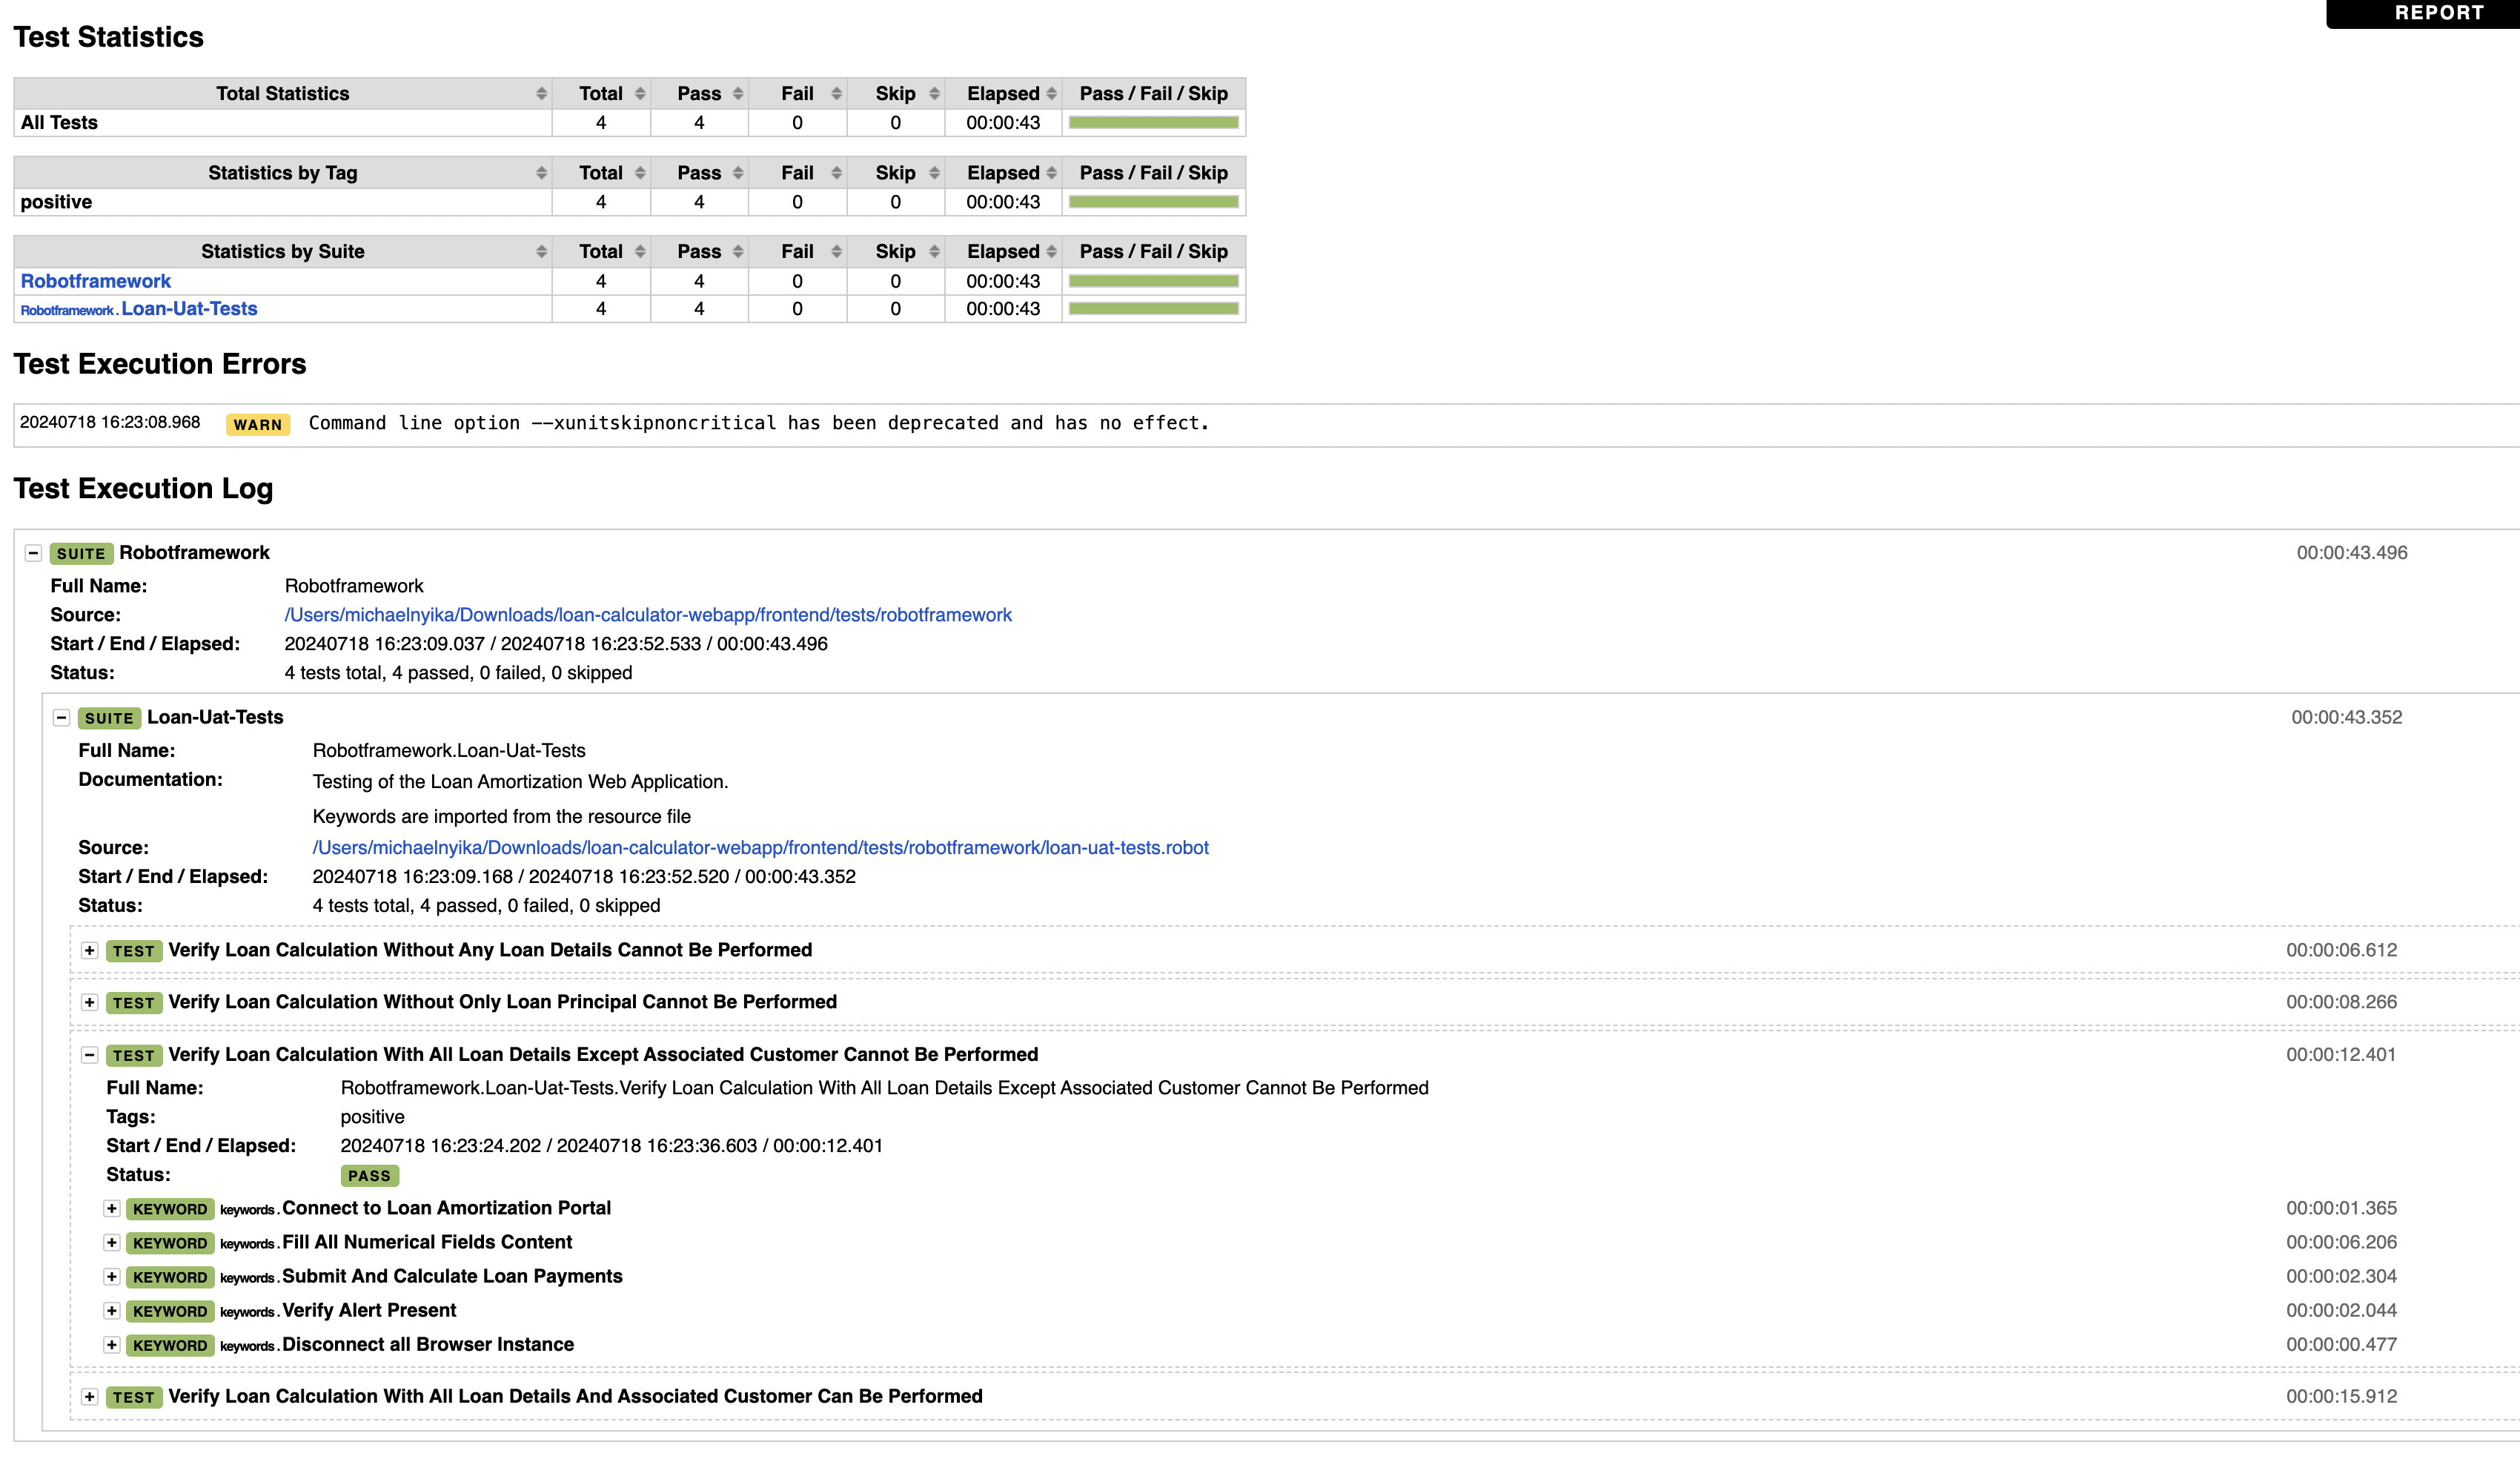 REPORT
Test Statistics
Total Statistics Total Pass Fail Skip Elapsed Pass / Fail / Skip
All Tests 4 4 0 0 00:00:43
Statistics by Tag Total Pass Fail Skip Elapsed Pass / Fail / Skip
positive 4 4 0 0 00:00:43
Statistics by Suite Total Pass Fail Skip Elapsed Pass / Fail / Skip
Robotframework 4 4 0 0 00:00:43
Robotframework . Loan-Uat-Tests 4 4 0 0 00:00:43
Test Execution Errors
20240718 16:23:08.968 WARN Command line option --xunitskipnoncritical has been deprecated and has no effect.
Test Execution Log
SUITE Robotframework 00:00:43.496
Full Name: Robotframework
Source: /Users/michaelnyika/Downloads/loan-calculator-webapp/frontend/tests/robotframework
Start / End / Elapsed: 20240718 16:23:09.037 / 20240718 16:23:52.533 / 00:00:43.496
Status: 4 tests total, 4 passed, 0 failed, 0 skipped
SUITE Loan-Uat-Tests 00:00:43.352
Full Name: Robotframework.Loan-Uat-Tests
Documentation: Testing of the Loan Amortization Web Application.
Keywords are imported from the resource file
Source: /Users/michaelnyika/Downloads/loan-calculator-webapp/frontend/tests/robotframework/loan-uat-tests.robot
Start / End / Elapsed: 20240718 16:23:09.168 / 20240718 16:23:52.520 / 00:00:43.352
Status: 4 tests total, 4 passed, 0 failed, 0 skipped
TEST Verify Loan Calculation Without Any Loan Details Cannot Be Performed 00:00:06.612
TEST Verify Loan Calculation Without Only Loan Principal Cannot Be Performed 00:00:08.266
TEST Verify Loan Calculation With All Loan Details Except Associated Customer Cannot Be Performed 00:00:12.401
Full Name: Robotframework.Loan-Uat-Tests.Verify Loan Calculation With All Loan Details Except Associated Customer Cannot Be Performed
Tags: positive
Start / End / Elapsed: 20240718 16:23:24.202 / 20240718 16:23:36.603 / 00:00:12.401
Status: PASS
KEYWORD keywords . Connect to Loan Amortization Portal 00:00:01.365
KEYWORD keywords . Fill All Numerical Fields Content 00:00:06.206
KEYWORD keywords . Submit And Calculate Loan Payments 00:00:02.304
KEYWORD keywords . Verify Alert Present 00:00:02.044
KEYWORD keywords . Disconnect all Browser Instance 00:00:00.477
TEST Verify Loan Calculation With All Loan Details And Associated Customer Can Be Performed 00:00:15.912